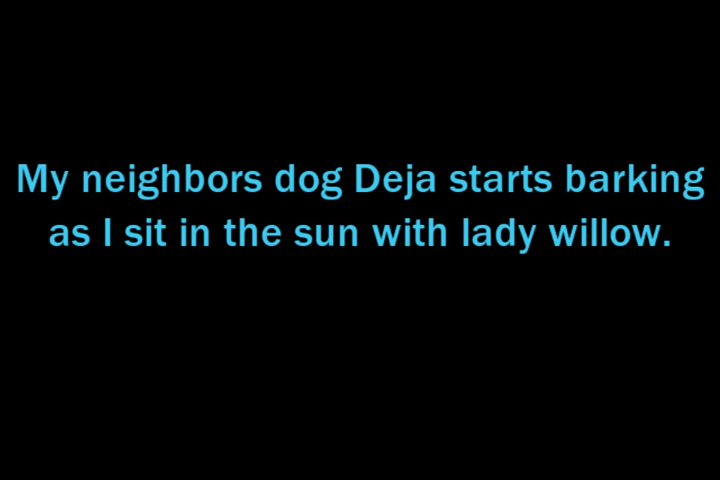 My neighbors dog Deja starts barking
as I sit in the sun with lady willow.